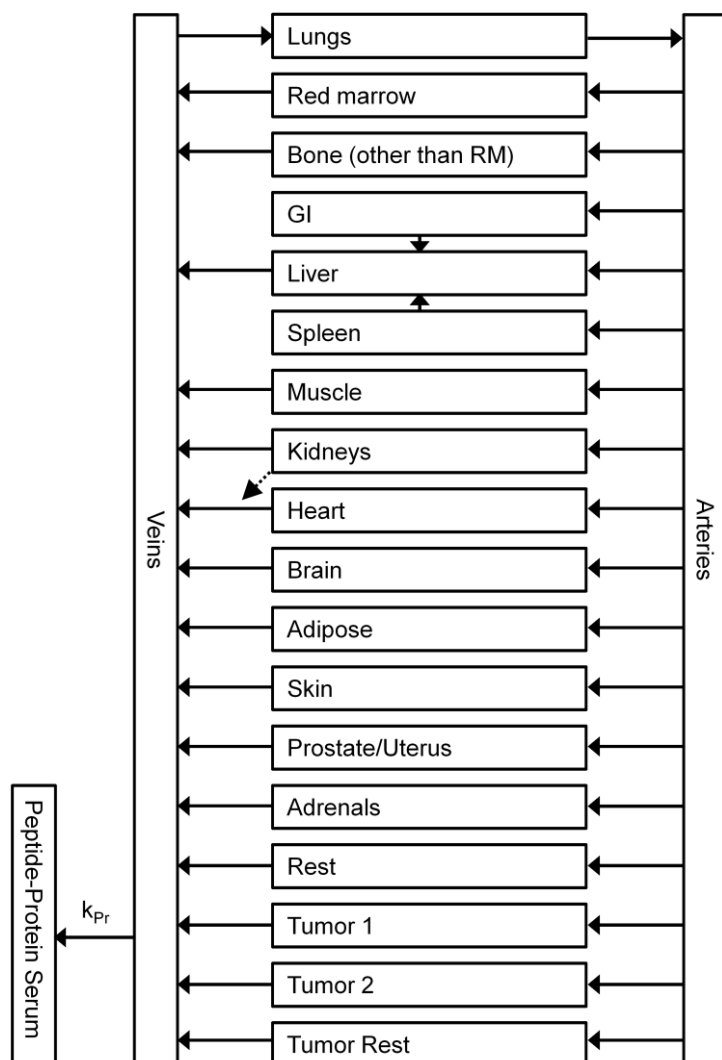 Lungs
Red marrow
Bone (other than RM)
GI
Liver
Spleen
Muscle
Kidneys
Heart
Brain
Adipose
Skin
Prostate/Uterus
Adrenals
Rest
Tumor 1
Tumor 2
Tumor Rest
Veins
Arteries
Peptide-Protein Serum
kPr